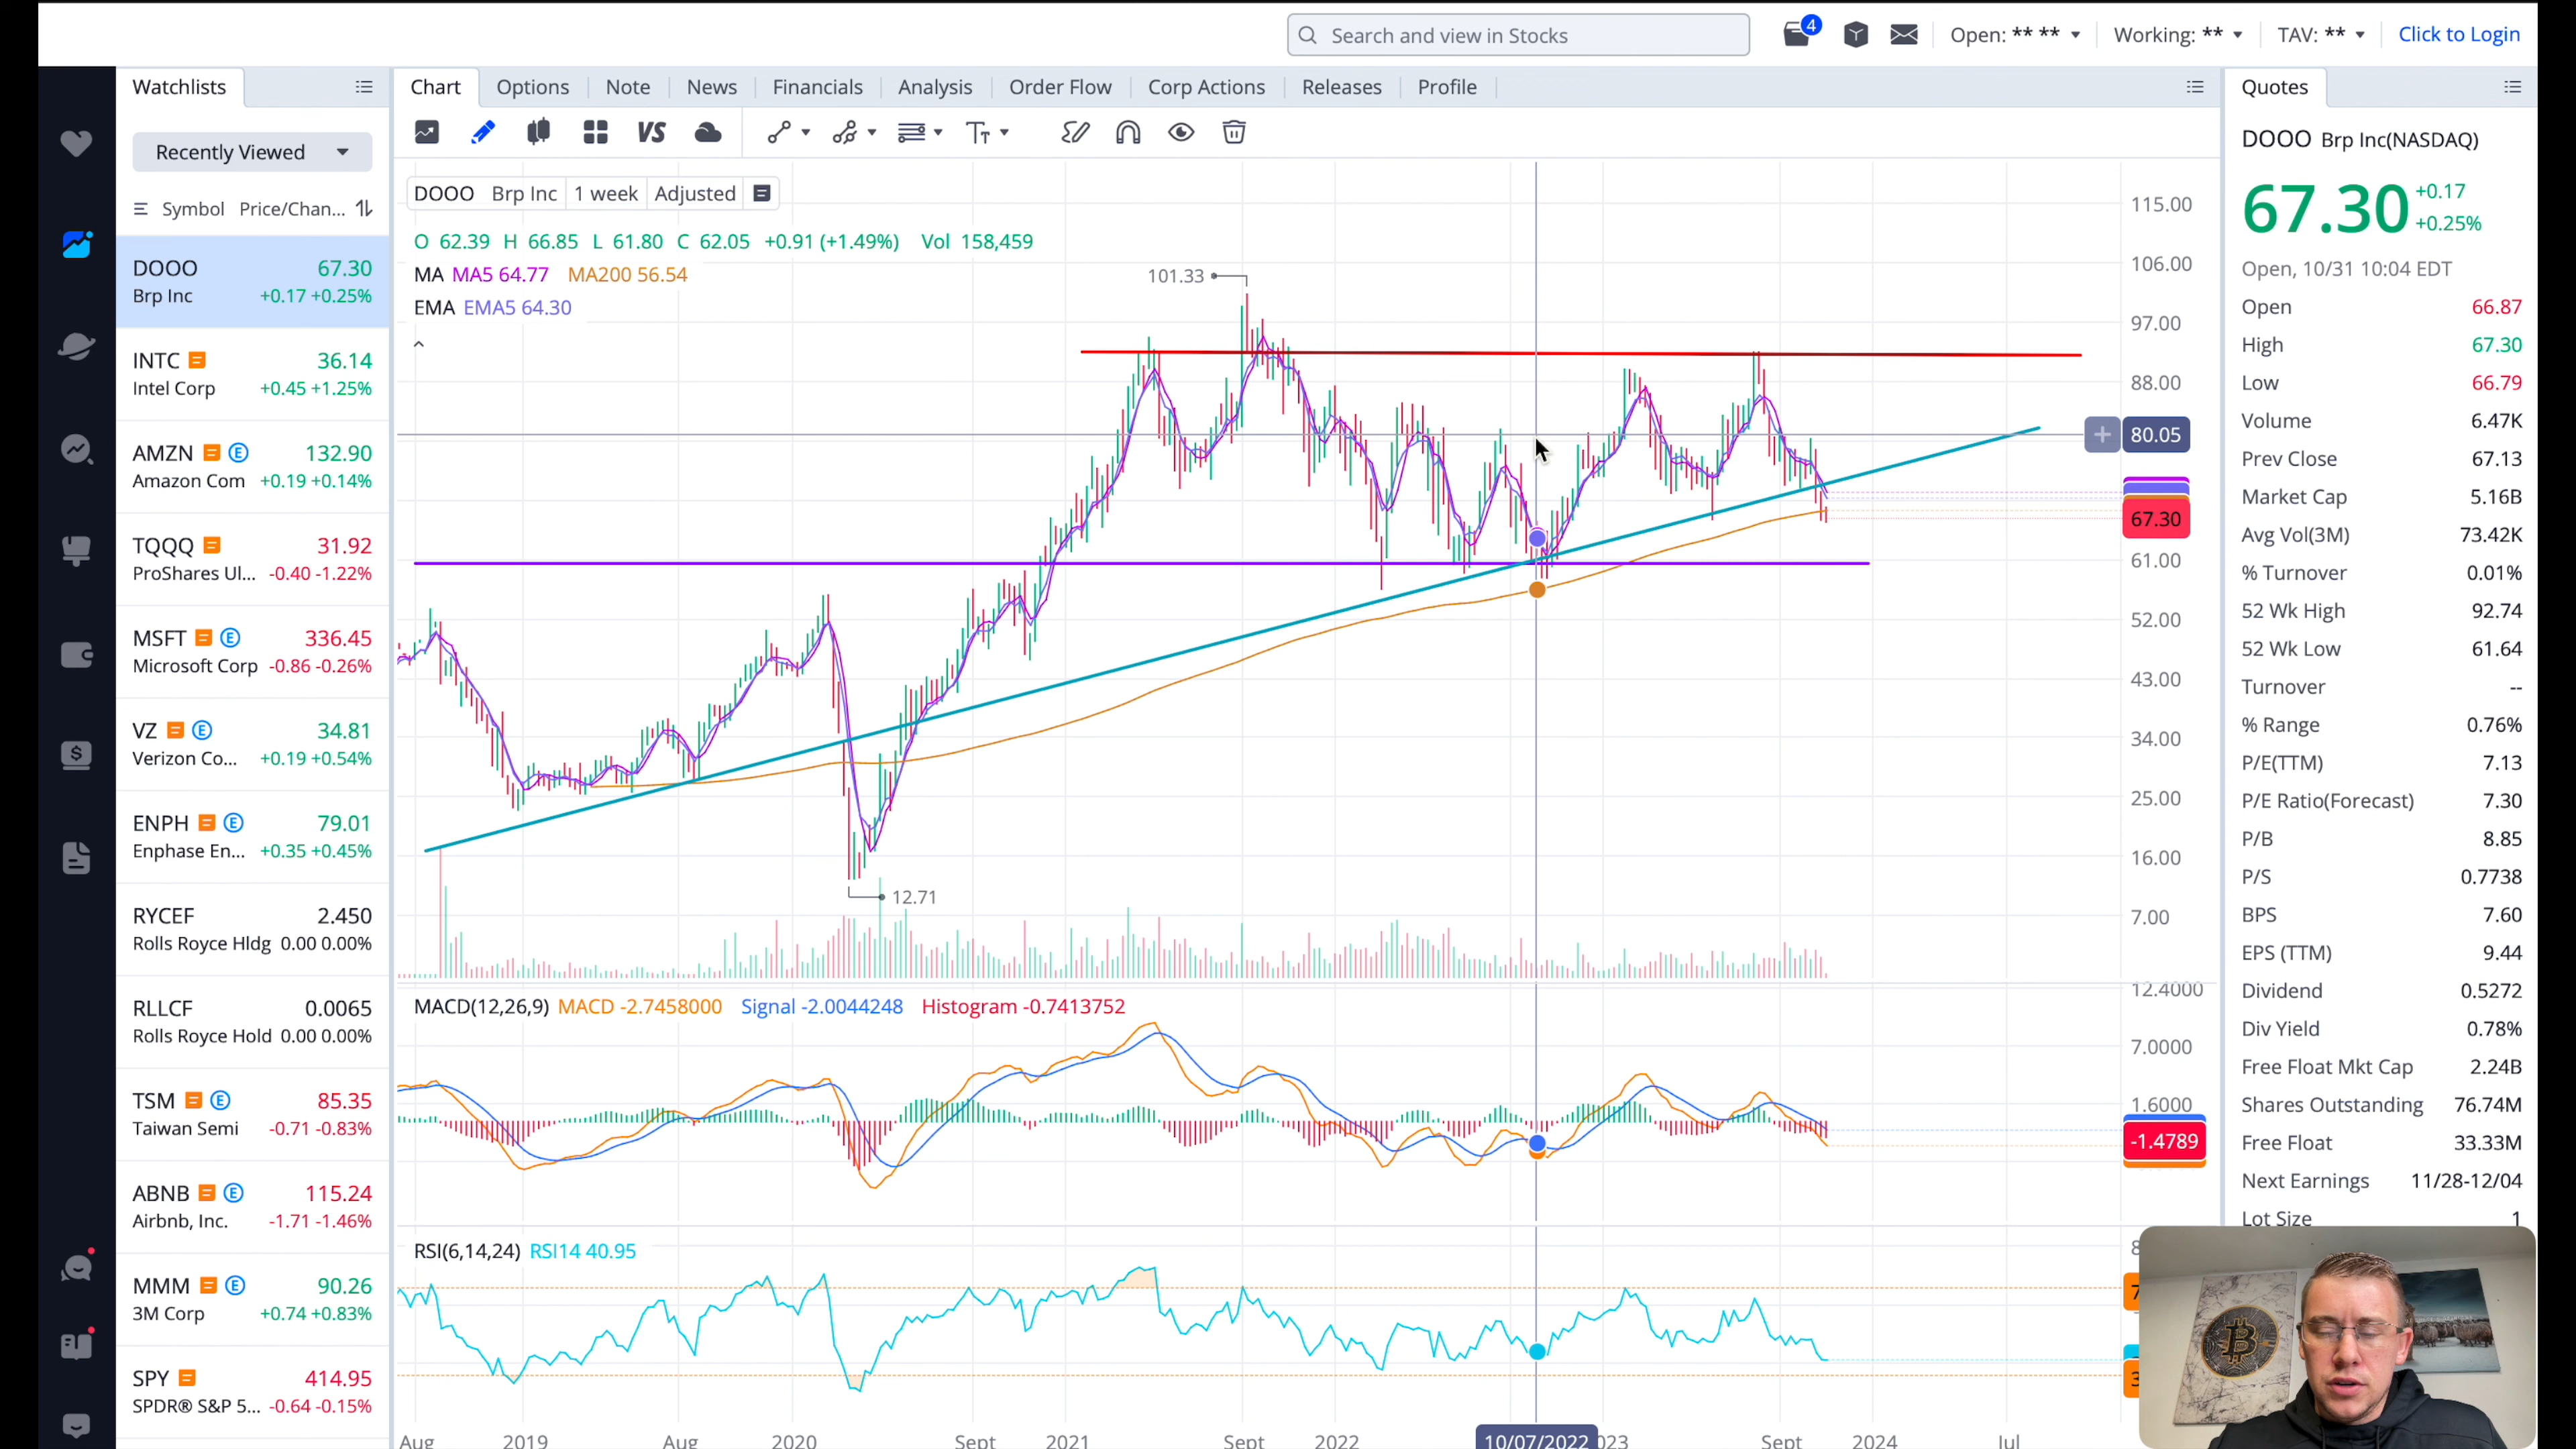 Search and view in Stocks
4
Open: ** **
Working: **
TAV: **
Click to Login
Watchlists
Chart
Options
Note
News
Financials
Analysis
Order Flow
Corp Actions
Releases
Profile
Quotes
Recently Viewed
VS
Symbol Price/Chan...
DOOO 67.30
Brp Inc +0.17 +0.25%
INTC 36.14
Intel Corp +0.45 +1.25%
AMZN E 132.90
Amazon Com +0.19 +0.14%
TQQQ 31.92
ProShares Ul... -0.40 -1.22%
MSFT E 336.45
Microsoft Corp -0.86 -0.26%
VZ E 34.81
Verizon Co... +0.19 +0.54%
ENPH E 79.01
Enphase En... +0.35 +0.45%
RYCEF 2.450
Rolls Royce Hldg 0.00 0.00%
RLLCF 0.0065
Rolls Royce Hold 0.00 0.00%
TSM E 85.35
Taiwan Semi -0.71 -0.83%
ABNB E 115.24
Airbnb, Inc. -1.71 -1.46%
MMM E 90.26
3M Corp +0.74 +0.83%
SPY 414.95
SPDR® S&P 5... -0.64 -0.15%
DOOO Brp Inc 1 week Adjusted
O 62.39 H 66.85 L 61.80 C 62.05 +0.91 (+1.49%) Vol 158,459
MA MA5 64.77 MA200 56.54
EMA EMA5 64.30
101.33
12.71
115.00
106.00
97.00
88.00
80.05
67.30
61.00
52.00
43.00
34.00
25.00
16.00
7.00
MACD(12,26,9) MACD -2.7458000 Signal -2.0044248 Histogram -0.7413752
12.4000
7.0000
1.6000
-1.4789
RSI(6,14,24) RSI14 40.95
Aug 2019 Aug 2020 Sept 2021 Sept 2022 10/07/2022 023 Sept 2024 Jul
DOOO Brp Inc(NASDAQ)
67.30
+0.17
+0.25%
Open, 10/31 10:04 EDT
Open 66.87
High 67.30
Low 66.79
Volume 6.47K
Prev Close 67.13
Market Cap 5.16B
Avg Vol(3M) 73.42K
% Turnover 0.01%
52 Wk High 92.74
52 Wk Low 61.64
Turnover --
% Range 0.76%
P/E(TTM) 7.13
P/E Ratio(Forecast) 7.30
P/B 8.85
P/S 0.7738
BPS 7.60
EPS (TTM) 9.44
Dividend 0.5272
Div Yield 0.78%
Free Float Mkt Cap 2.24B
Shares Outstanding 76.74M
Free Float 33.33M
Next Earnings 11/28-12/04
Lot Size 1